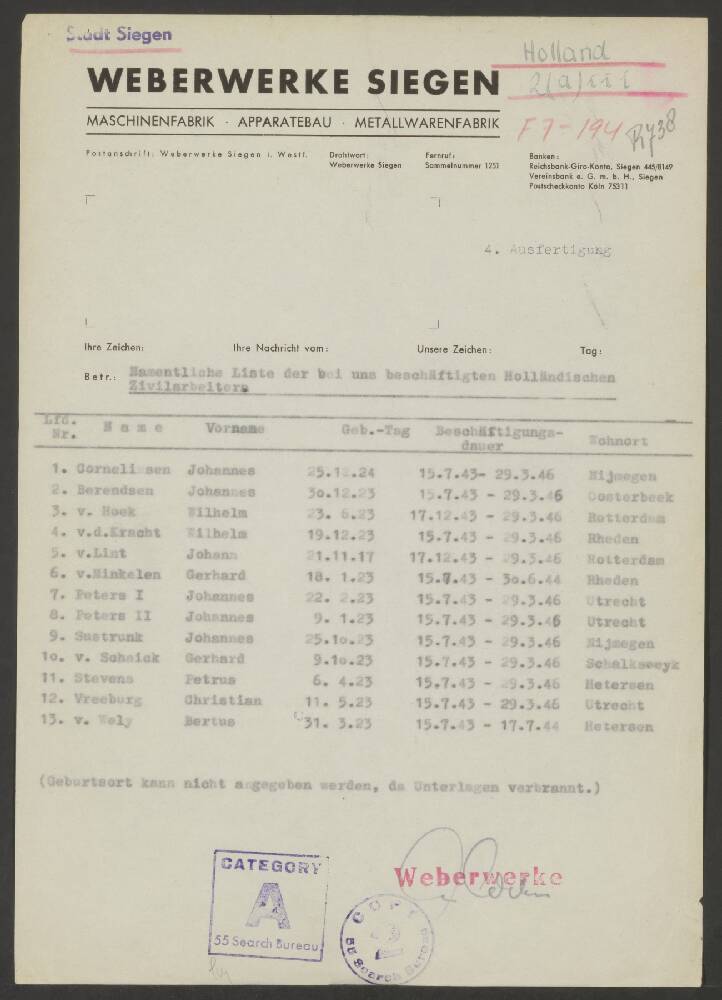 Stadt Siegen
Holland
WEBERWERKE SIEGEN
MASCHINENFABRIK · APPARATEBAU · METALLWARENFABRIK
F 7-194
Postanschrift: Weberwerke Siegen i. Westf.
Drahtwort: Weberwerke Siegen
Fernruf: Sammelnummer 1251
Banken:
Reichsbank-Giro-Konto, Siegen 445/8149
Vereinsbank e. G. m. b. H., Siegen
Postscheckkonto Köln 75311
4. Ausfertigung
Ihre Zeichen: Ihre Nachricht vom: Unsere Zeichen: Tag:
Betr.: Namentliche Liste der bei uns beschäftigten Holländischen
Zivilarbeiters
Lfd. Nr. Name Vorname Geb.-Tag Beschäftigungs-dauer Wohnort
1. Cornelissen Johannes 24 15.7.43- 29.3.46 Nijmegen
2. Berendsen Johannes 30.12.23 15.7.43 - 29.3.46 Oosterbeek
3. v. Hoek Wilhelm 23. 6.23 17.12.43 - 29.3.46 Rotterdam
4. v.d.Kracht Wilhelm 19.12.23 15.7.43 - 29.3.46 Rheden
5. v.Lint Johann 21.11.17 17.12.43 - 29.3.46 Rotterdam
6. v.Minkelen Gerhard 18. 1.23 15.7.43 - 30.6.44 Rheden
7. Peters I Johannes 22. 2.23 15.7.43 - 29.3.46 Utrecht
8. Peters II Johannes 9. 1.23 15.7.43 - 29.3.46 Utrecht
9. Sustrunk Johannes 25.10.23 15.7.43 - 29.3.46 Nijmegen
10. v. Schaick Gerhard 9.10.23 15.7.43 - 29.3.46 Schalkweyk
11. Stevens Petrus 6. 4.23 15.7.43 - 29.3.46 Hetersen
12. Vreeburg Christian 11. 5.23 15.7.43 - 29.3.46 Utrecht
13. v. Wely Bertus 31. 3.23 15.7.43 - 17.7.44 Hetersen
(Geburtsort kann nicht angegeben werden, da Unterlagen verbrannt.)
CATEGORY
A
55 Search Bureau
Weberwerke
COPY
55 Search Bureau